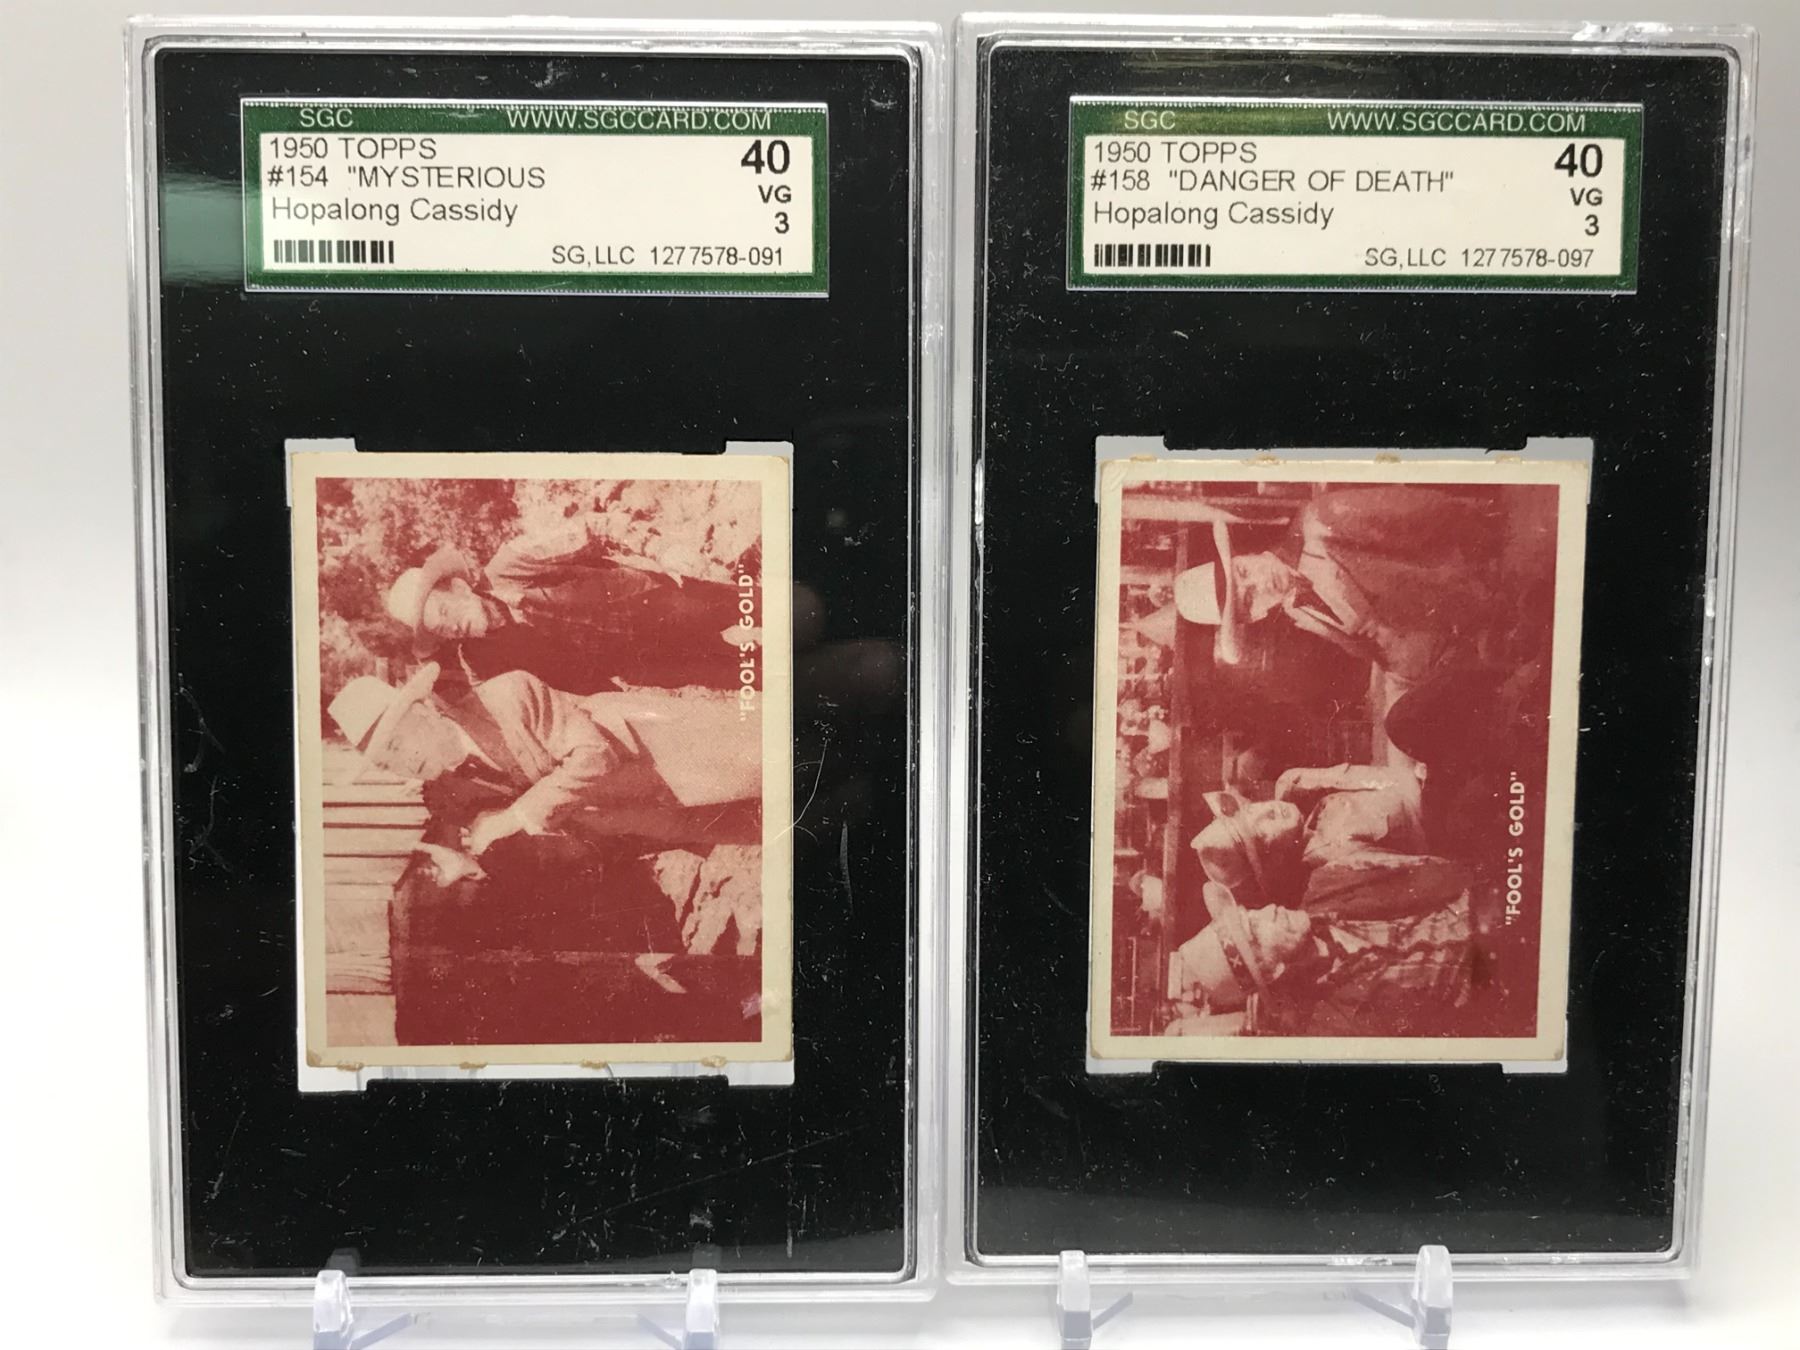 SGC WWW.SGCCARD.COM
1950 TOPPS 40
#154 "MYSTERIOUS VG
Hopalong Cassidy 3
SG,LLC 1277578-091
"FOOL'S GOLD"
SGC WWW.SGCCARD.COM
1950 TOPPS 40
#158 "DANGER OF DEATH" VG
Hopalong Cassidy 3
SG,LLC 1277578-097
"FOOL'S GOLD"